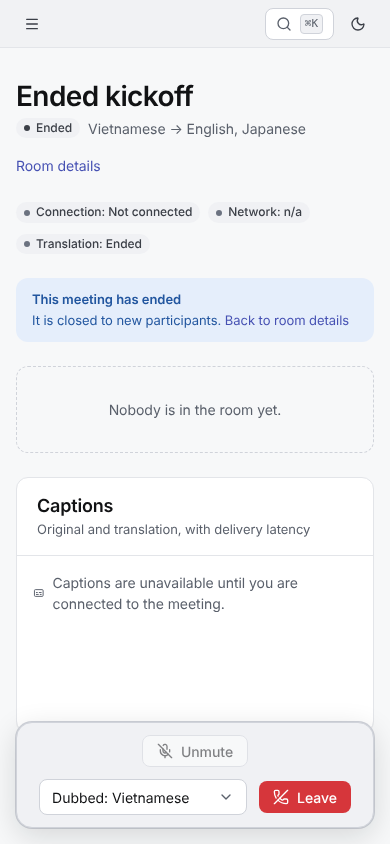 ⌘K
Ended kickoff
Ended
Vietnamese → English, Japanese
Room details
Connection: Not connected
Network: n/a
Translation: Ended
This meeting has ended
It is closed to new participants. Back to room details
Nobody is in the room yet.
Captions
Original and translation, with delivery latency
Captions are unavailable until you are
connected to the meeting.
Unmute
Dubbed: Vietnamese
Leave